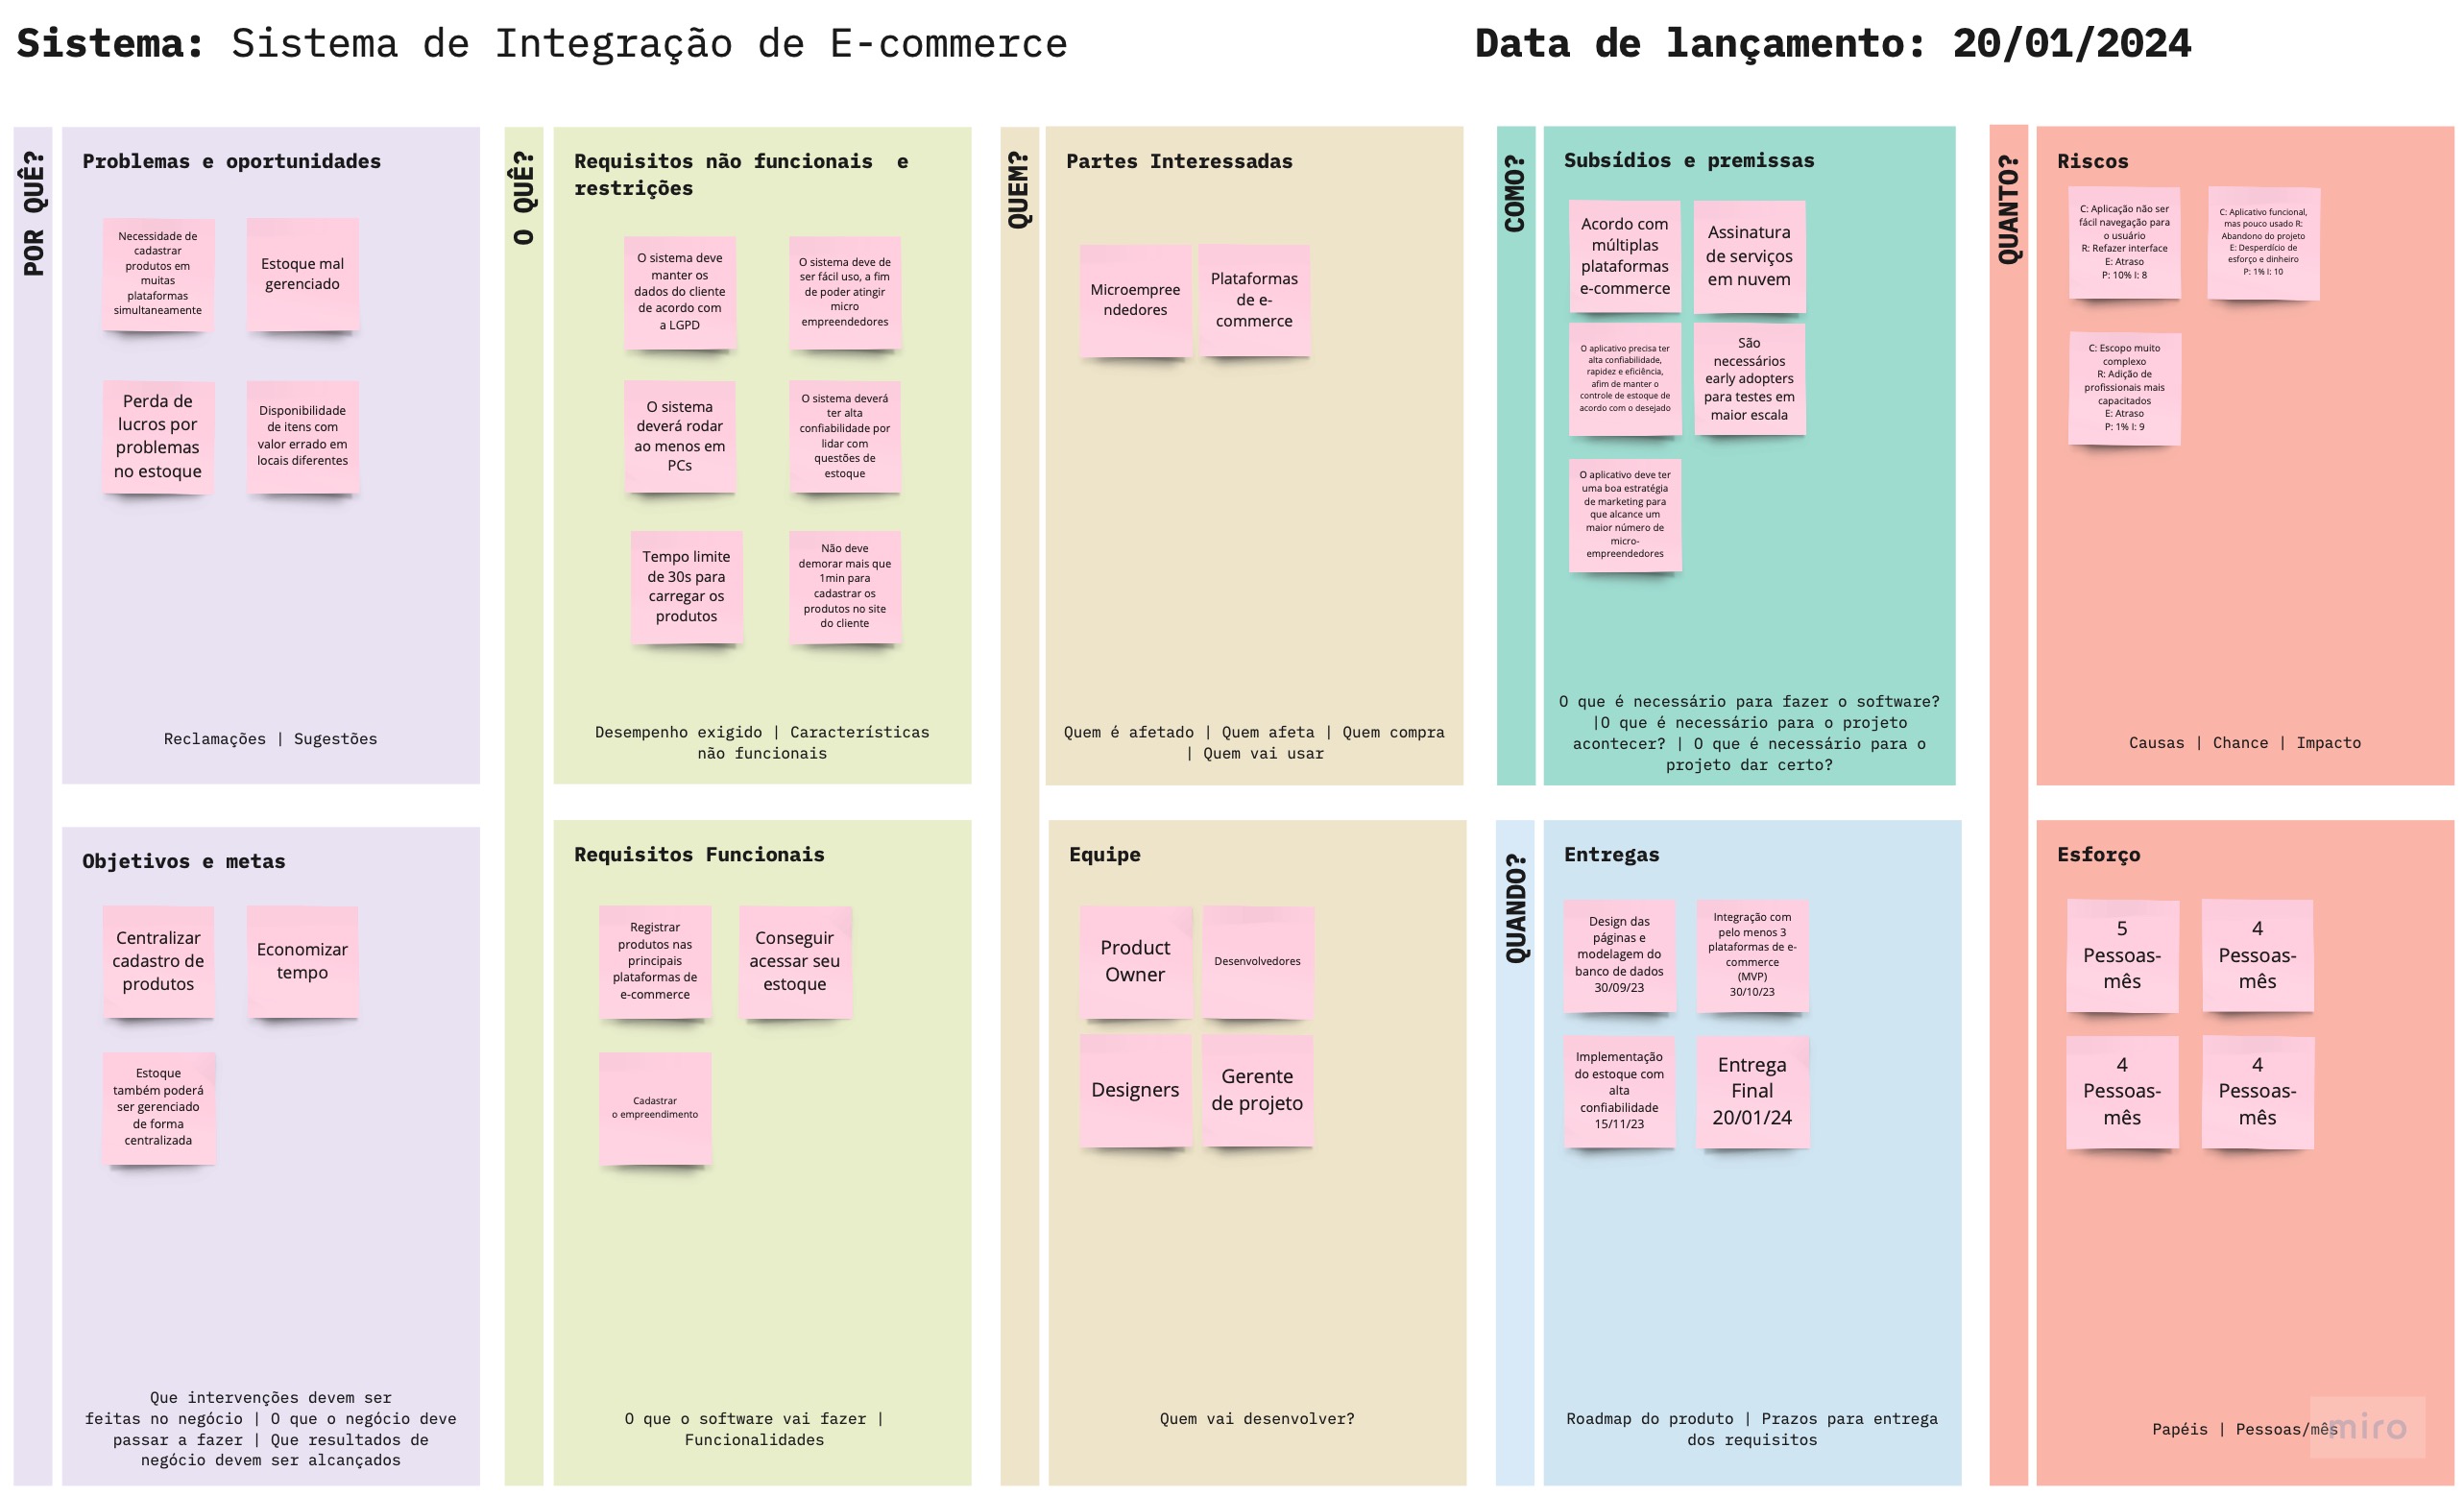 Sistema: Sistema de Integração de E-commerce
Data de lançamento: 20/01/2024
POR QUÊ?
Problemas e oportunidades
Necessidade de
cadastrar
produtos em
muitas
plataformas
simultaneamente
Estoque mal
gerenciado
Perda de
lucros por
problemas
no estoque
Disponibilidade
de itens com
valor errado em
locais diferentes
Reclamações | Sugestões
Objetivos e metas
Centralizar
cadastro de
produtos
Economizar
tempo
Estoque
também poderá
ser gerenciado
de forma
centralizada
Que intervenções devem ser
feitas no negócio | O que o negócio deve
passar a fazer | Que resultados de
negócio devem ser alcançados
O QUÊ?
Requisitos não funcionais e
restrições
O sistema deve
manter os
dados do cliente
de acordo com
a LGPD
O sistema deve de
ser fácil uso, a fim
de poder atingir
micro
empreendedores
O sistema
deverá rodar
ao menos em
PCs
O sistema deverá
ter alta
confiabilidade por
lidar com
questões de
estoque
Tempo limite
de 30s para
carregar os
produtos
Não deve
demorar mais que
1min para
cadastrar os
produtos no site
do cliente
Desempenho exigido | Características
não funcionais
Requisitos Funcionais
Registrar
produtos nas
principais
plataformas de
e-commerce
Conseguir
acessar seu
estoque
Cadastrar
o empreendimento
O que o software vai fazer |
Funcionalidades
QUEM?
Partes Interessadas
Microempree
ndedores
Plataformas
de e-
commerce
Quem é afetado | Quem afeta | Quem compra
| Quem vai usar
Equipe
Product
Owner
Desenvolvedores
Designers
Gerente
de projeto
Quem vai desenvolver?
COMO?
Subsídios e premissas
Acordo com
múltiplas
plataformas
e-commerce
Assinatura
de serviços
em nuvem
O aplicativo precisa ter
alta confiabilidade,
rapidez e eficiência,
afim de manter o
controle de estoque de
acordo com o desejado
São
necessários
early adopters
para testes em
maior escala
O aplicativo deve ter
uma boa estratégia
de marketing para
que alcance um
maior número de
micro-
empreendedores
O que é necessário para fazer o software?
|O que é necessário para o projeto
acontecer? | O que é necessário para o
projeto dar certo?
QUANDO?
Entregas
Design das
páginas e
modelagem do
banco de dados
30/09/23
Integração com
pelo menos 3
plataformas de e-
commerce
(MVP)
30/10/23
Implementação
do estoque com
alta
confiabilidade
15/11/23
Entrega
Final
20/01/24
Roadmap do produto | Prazos para entrega
dos requisitos
QUANTO?
Riscos
C: Aplicação não ser
fácil navegação para
o usuário
R: Refazer interface
E: Atraso
P: 10% I: 8
C: Aplicativo funcional,
mas pouco usado R:
Abandono do projeto
E: Desperdício de
esforço e dinheiro
P: 1% I: 10
C: Escopo muito
complexo
R: Adição de
profissionais mais
capacitados
E: Atraso
P: 1% I: 9
Causas | Chance | Impacto
Esforço
5
Pessoas-
mês
4
Pessoas-
mês
4
Pessoas-
mês
4
Pessoas-
mês
Papéis | Pessoas/mês
miro